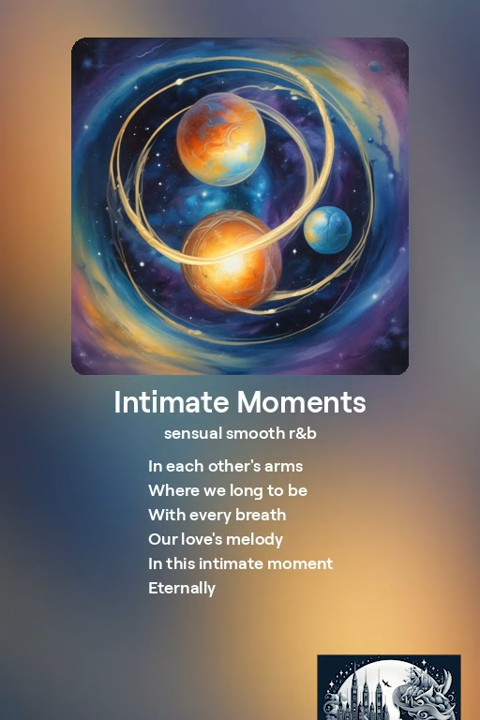 Intimate Moments
sensual smooth r&b
In each other's arms
Where we long to be
With every breath
Our love's melody
In this intimate moment
Eternally